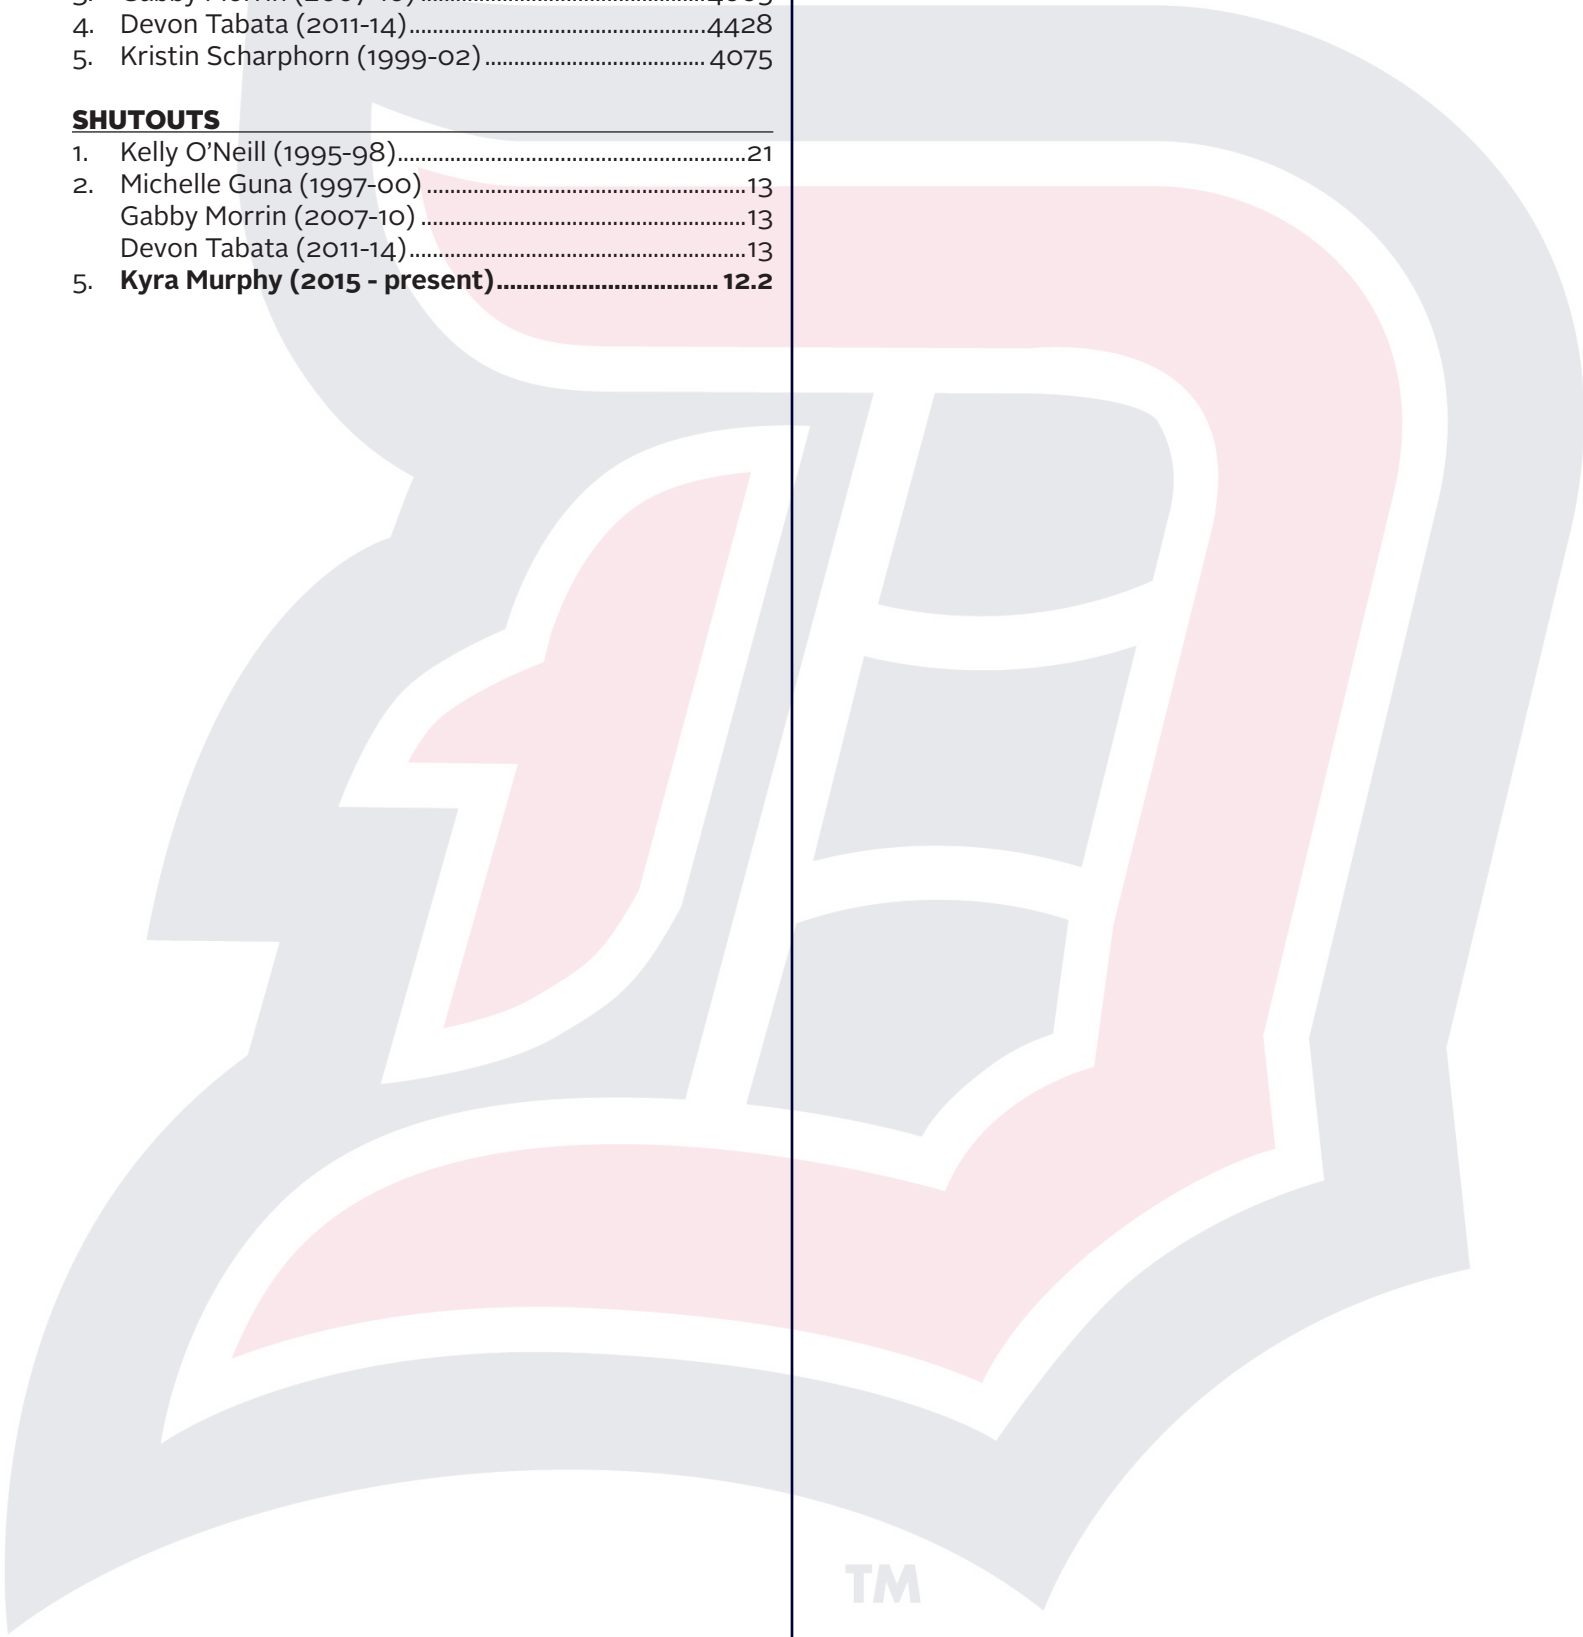 4. Devon Tabata (2011-14)..........................................................4428
5. Kristin Scharphorn (1999-02)............................................4075
SHUTOUTS
1. Kelly O'Neill (1995-98)....................................................................21
2. Michelle Guna (1997-00)...............................................................13
Gabby Morrin (2007-10)................................................................13
Devon Tabata (2011-14)..................................................................13
5. Kyra Murphy (2015 - present)....................................12.2
TM